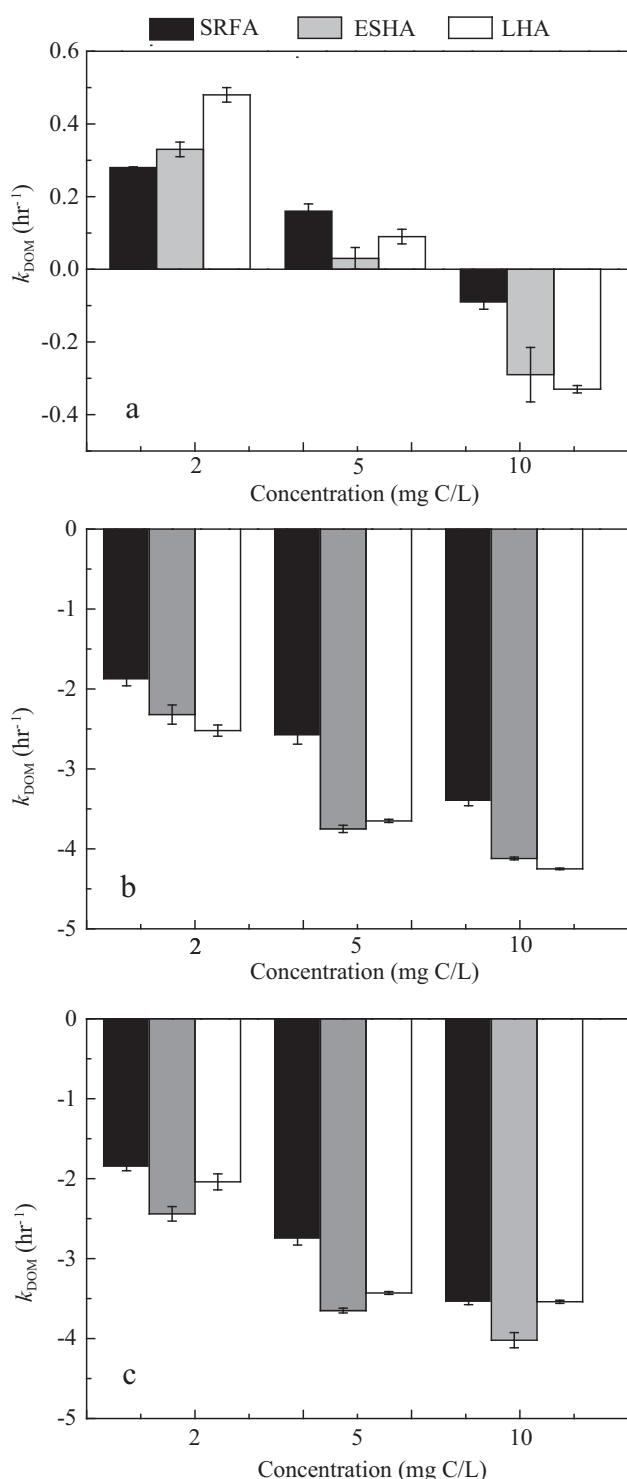 SRFA ESHA LHA
0.6
0.4
0.2
0.0
-0.2
-0.4
k_DOM (hr⁻¹)
a
2 5 10
Concentration (mg C/L)
0
-1
-2
-3
-4
-5
k_DOM (hr⁻¹)
b
2 5 10
Concentration (mg C/L)
0
-1
-2
-3
-4
-5
k_DOM (hr⁻¹)
c
2 5 10
Concentration (mg C/L)